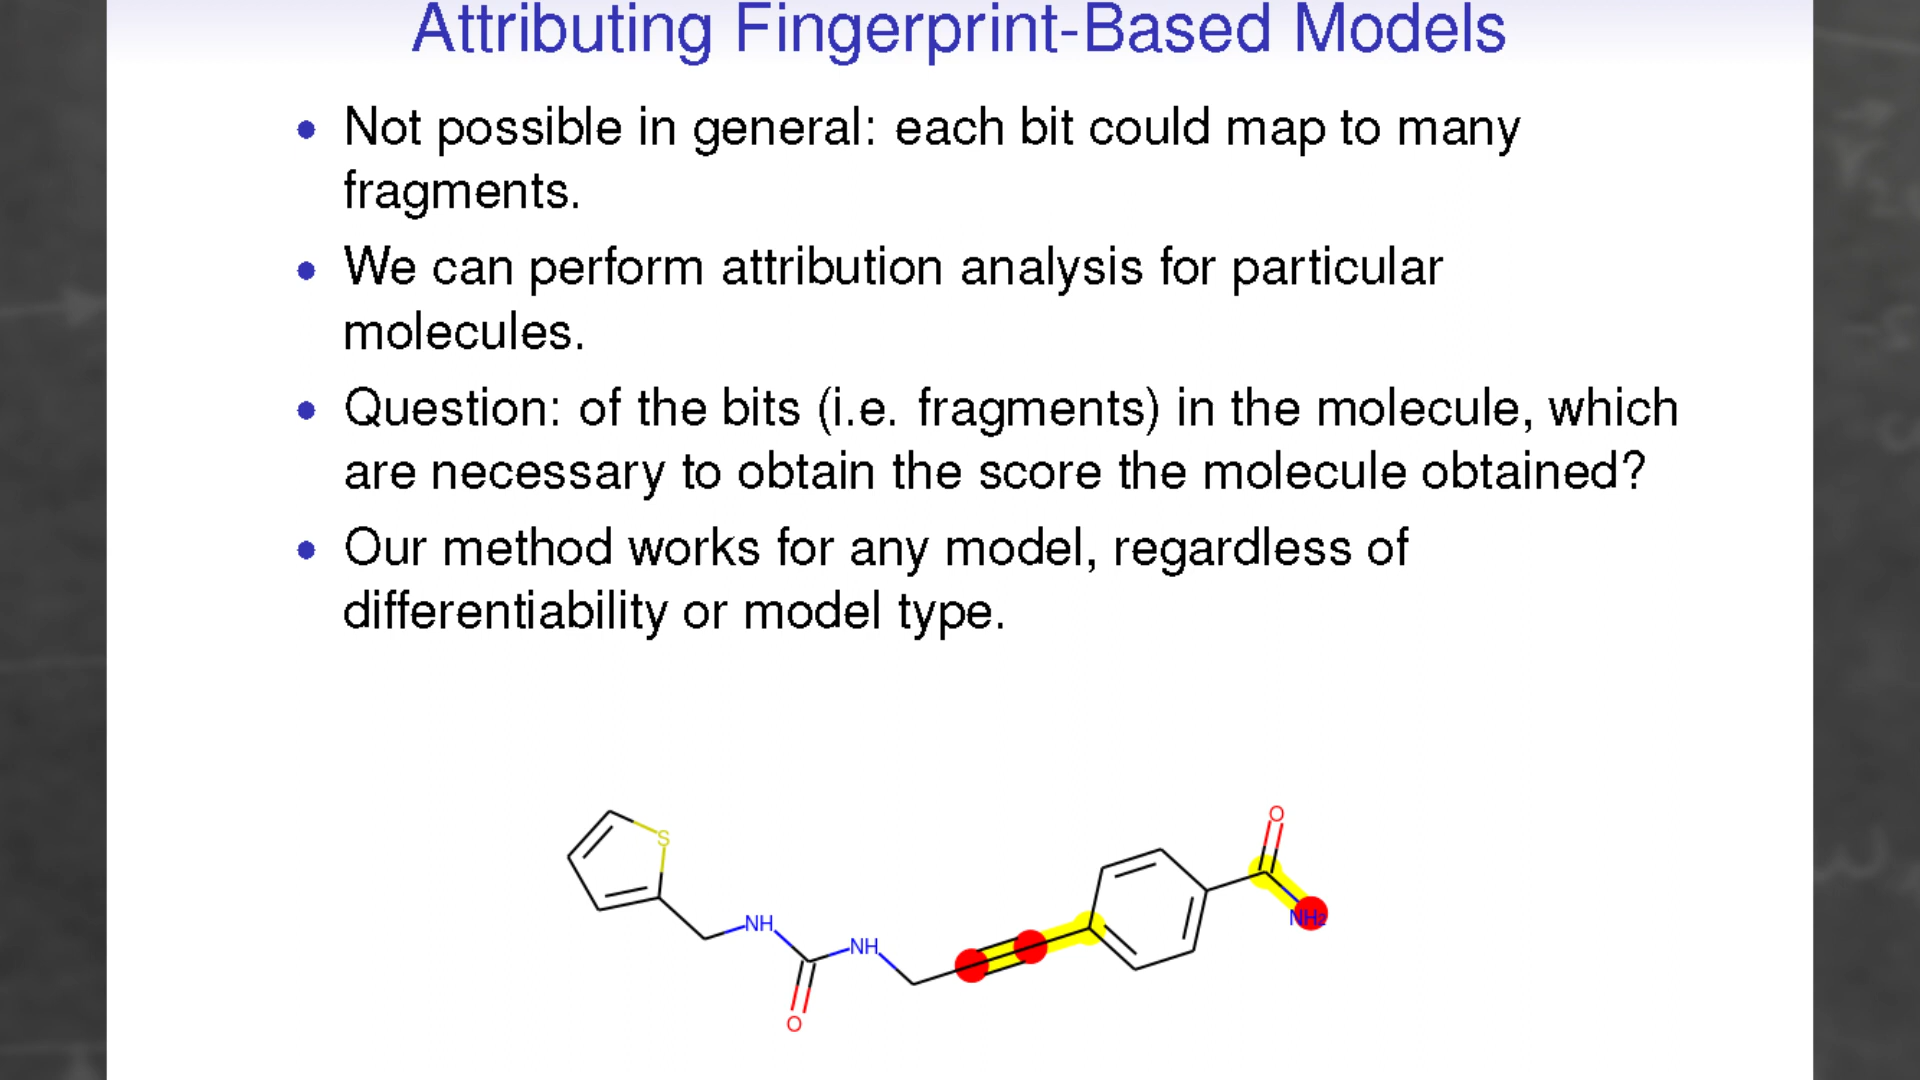 Attributing Fingerprint-Based Models
• Not possible in general: each bit could map to many
fragments.
• We can perform attribution analysis for particular
molecules.
• Question: of the bits (i.e. fragments) in the molecule, which
are necessary to obtain the score the molecule obtained?
• Our method works for any model, regardless of
differentiability or model type.
O
S
NH₂
NH
NH
O